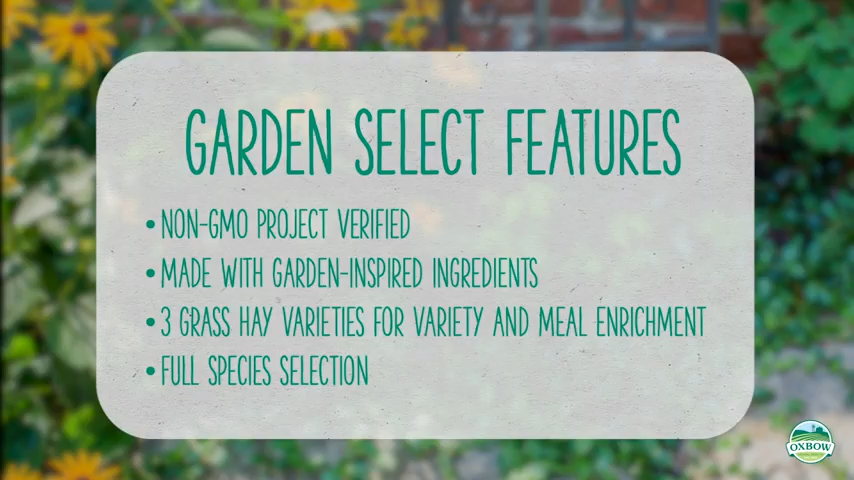 GARDEN SELECT FEATURES
• NON-GMO PROJECT VERIFIED
• MADE WITH GARDEN-INSPIRED INGREDIENTS
• 3 GRASS HAY VARIETIES FOR VARIETY AND MEAL ENRICHMENT
• FULL SPECIES SELECTION
OXBOW